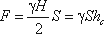 F = γH/2 S = γSh_c